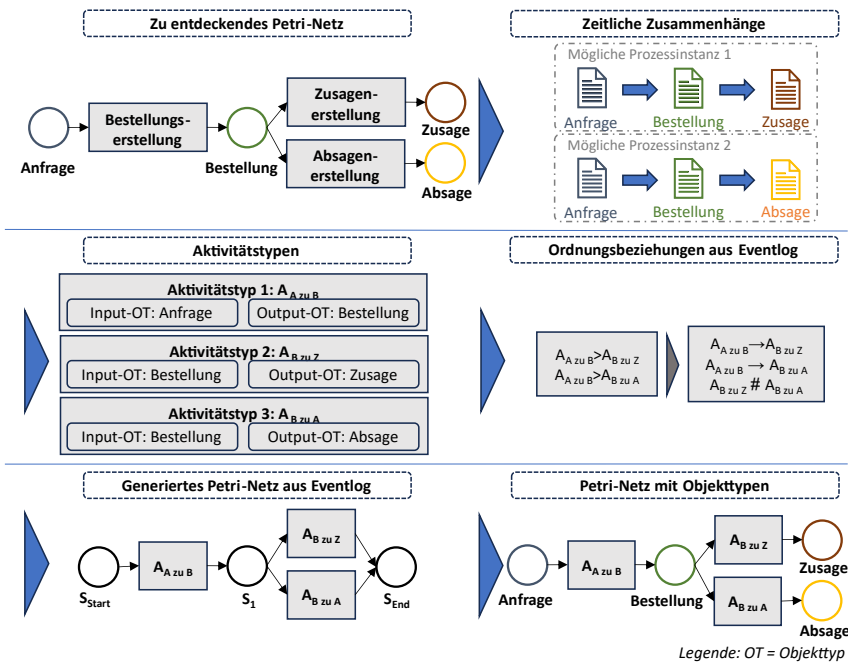 Zu entdeckendes Petri-Netz
Bestellungs-
erstellung
Zusagen-
erstellung
Absagen-
erstellung
Anfrage
Bestellung
Zusage
Absage
Zeitliche Zusammenhänge
Mögliche Prozessinstanz 1
Anfrage
Bestellung
Zusage
Mögliche Prozessinstanz 2
Anfrage
Bestellung
Absage
Aktivitätstypen
Aktivitätstyp 1: A A zu B
Input-OT: Anfrage
Output-OT: Bestellung
Aktivitätstyp 2: A B zu Z
Input-OT: Bestellung
Output-OT: Zusage
Aktivitätstyp 3: A B zu A
Input-OT: Bestellung
Output-OT: Absage
Ordnungsbeziehungen aus Eventlog
A A zu B>A B zu Z
A A zu B>A B zu A
A A zu B→A B zu Z
A A zu B → A B zu A
A B zu Z # A B zu A
Generiertes Petri-Netz aus Eventlog
S Start
A A zu B
S 1
A B zu Z
A B zu A
S End
Petri-Netz mit Objekttypen
Anfrage
A A zu B
Bestellung
A B zu Z
A B zu A
Zusage
Absage
Legende: OT = Objekttyp